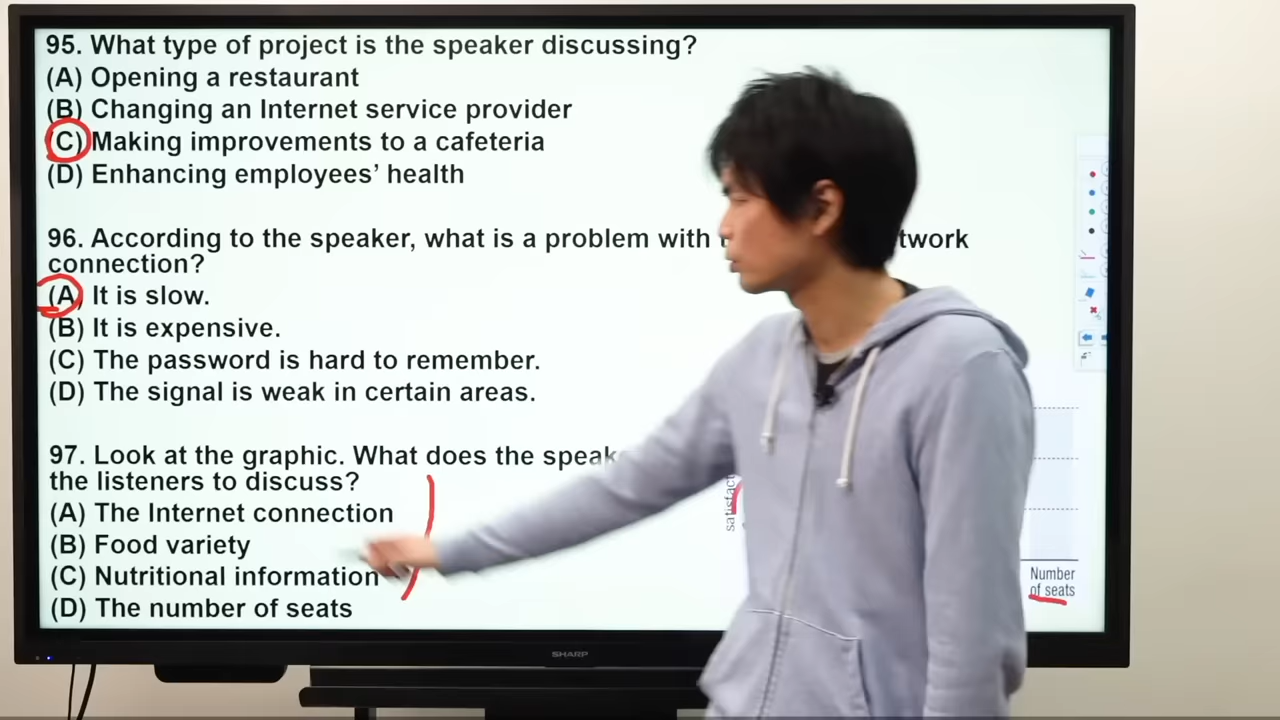 95. What type of project is the speaker discussing?
(A) Opening a restaurant
(B) Changing an Internet service provider
(C) Making improvements to a cafeteria
(D) Enhancing employees' health
96. According to the speaker, what is a problem with twork
connection?
(A) It is slow.
(B) It is expensive.
(C) The password is hard to remember.
(D) The signal is weak in certain areas.
97. Look at the graphic. What does the speak
the listeners to discuss?
(A) The Internet connection
(B) Food variety
(C) Nutritional information
(D) The number of seats
satisfact
Number
of seats
SHARP